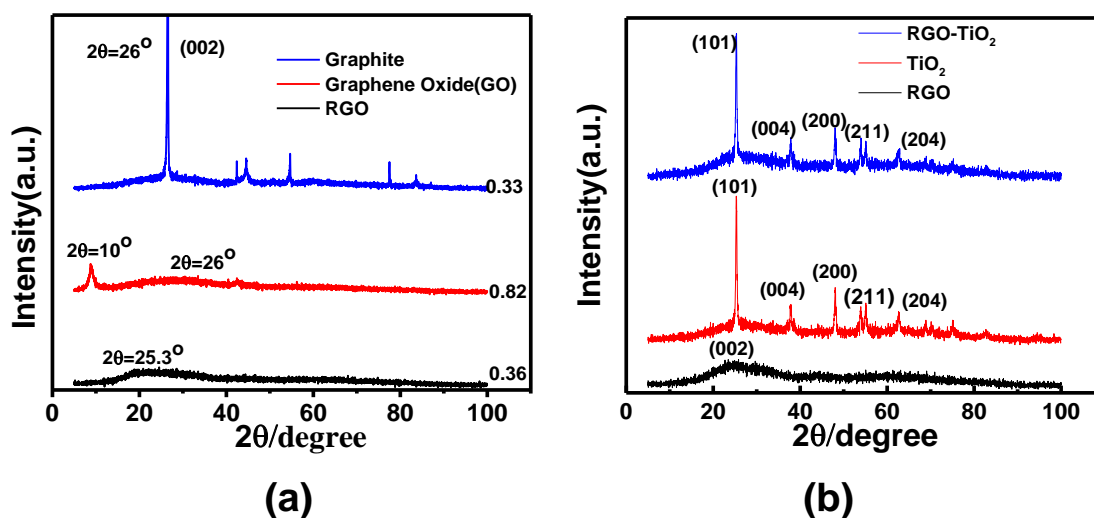 2θ=26°
(002)
Graphite
Graphene Oxide(GO)
RGO
0.33
2θ=10°
2θ=26°
0.82
2θ=25.3°
0.36
Intensity(a.u.)
0 20 40 60 80 100
2θ/degree
(a)
(101)
RGO-TiO₂
TiO₂
RGO
(004)
(200)
(211)
(204)
(101)
(004)
(200)
(211)
(204)
(002)
Intensity(a.u.)
0 20 40 60 80 100
2θ/degree
(b)